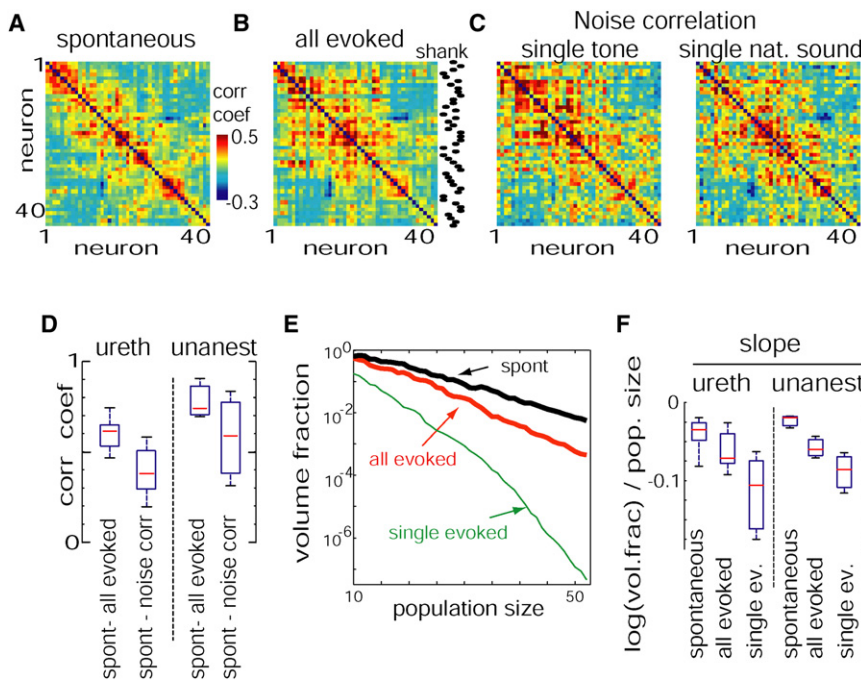 A
spontaneous
1
neuron
40
1
neuron
40
corr
coef
0.5
-0.3
B
all evoked
shank
1
neuron
40
C
Noise correlation
single tone
single nat. sound
1
neuron
40
1
neuron
40
D
ureth
unanest
1
corr coef
0
spont- all evoked
spont - noise corr
spont- all evoked
spont - noise corr
E
volume fraction
10^0
10^-2
10^-4
10^-6
spont
all evoked
single evoked
10
population size
50
F
slope
ureth
unanest
log(vol.frac) / pop. size
-0
-0.1
spontaneous
all evoked
single ev.
spontaneous
all evoked
single ev.